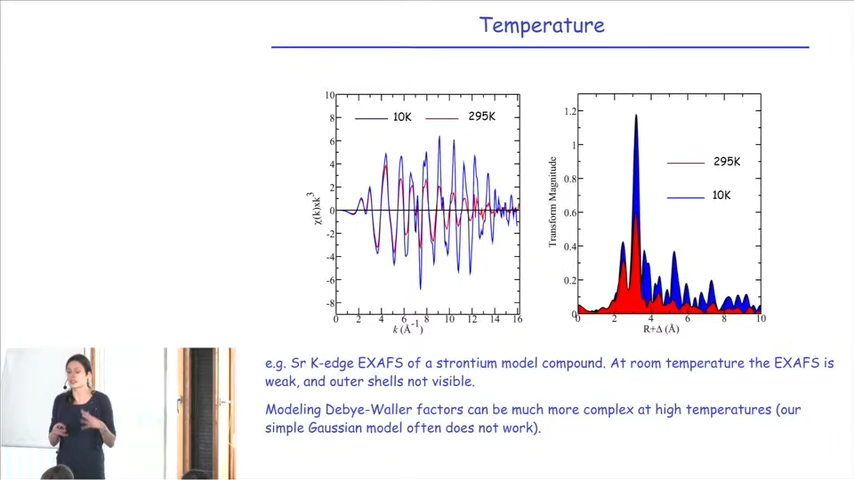 Temperature
10
8
6
4
2
0
-2
-4
-6
-8
χ(k)xk³
10K
295K
0 2 4 6 8 10 12 14 16
k (Å⁻¹)
1.2
1
0.8
0.6
0.4
0.2
0
Transform Magnitude
295K
10K
0 2 4 6 8 10
R+Δ (Å)
e.g. Sr K-edge EXAFS of a strontium model compound. At room temperature the EXAFS is
weak, and outer shells not visible.
Modeling Debye-Waller factors can be much more complex at high temperatures (our
simple Gaussian model often does not work).